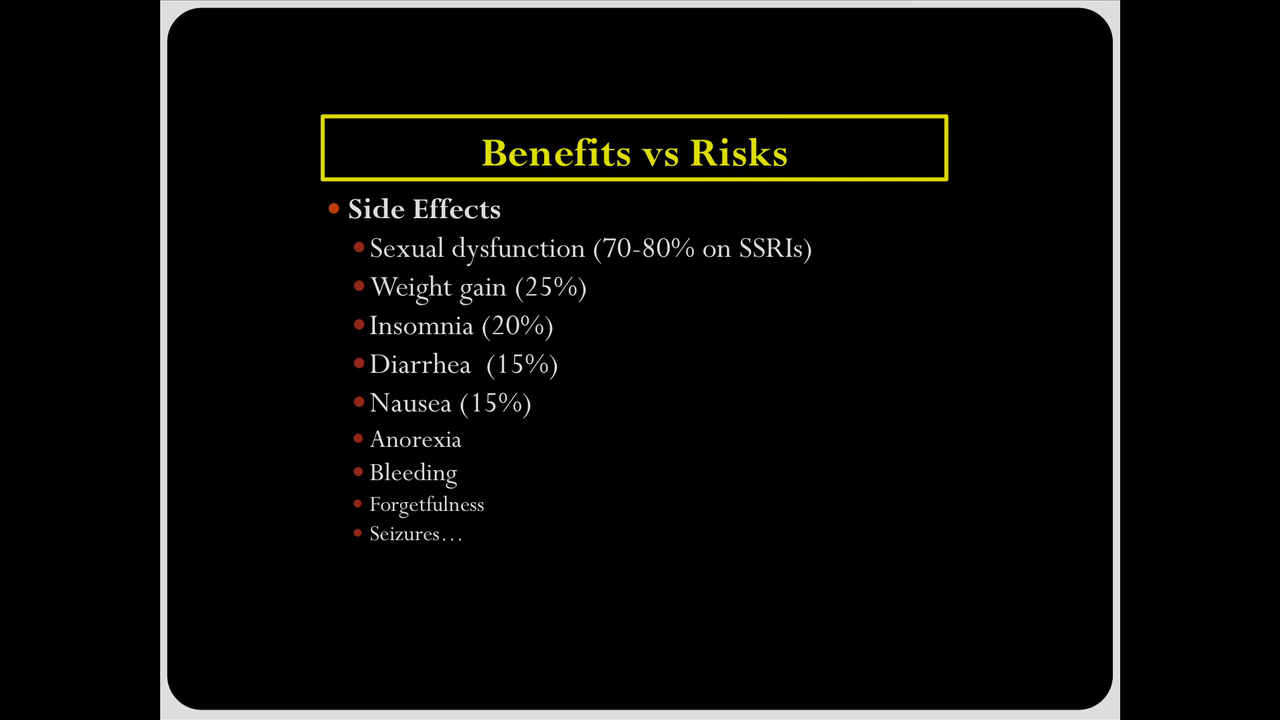 Benefits vs Risks
• Side Effects
• Sexual dysfunction (70-80% on SSRIs)
• Weight gain (25%)
• Insomnia (20%)
• Diarrhea  (15%)
• Nausea (15%)
• Anorexia
• Bleeding
• Forgetfulness
• Seizures…